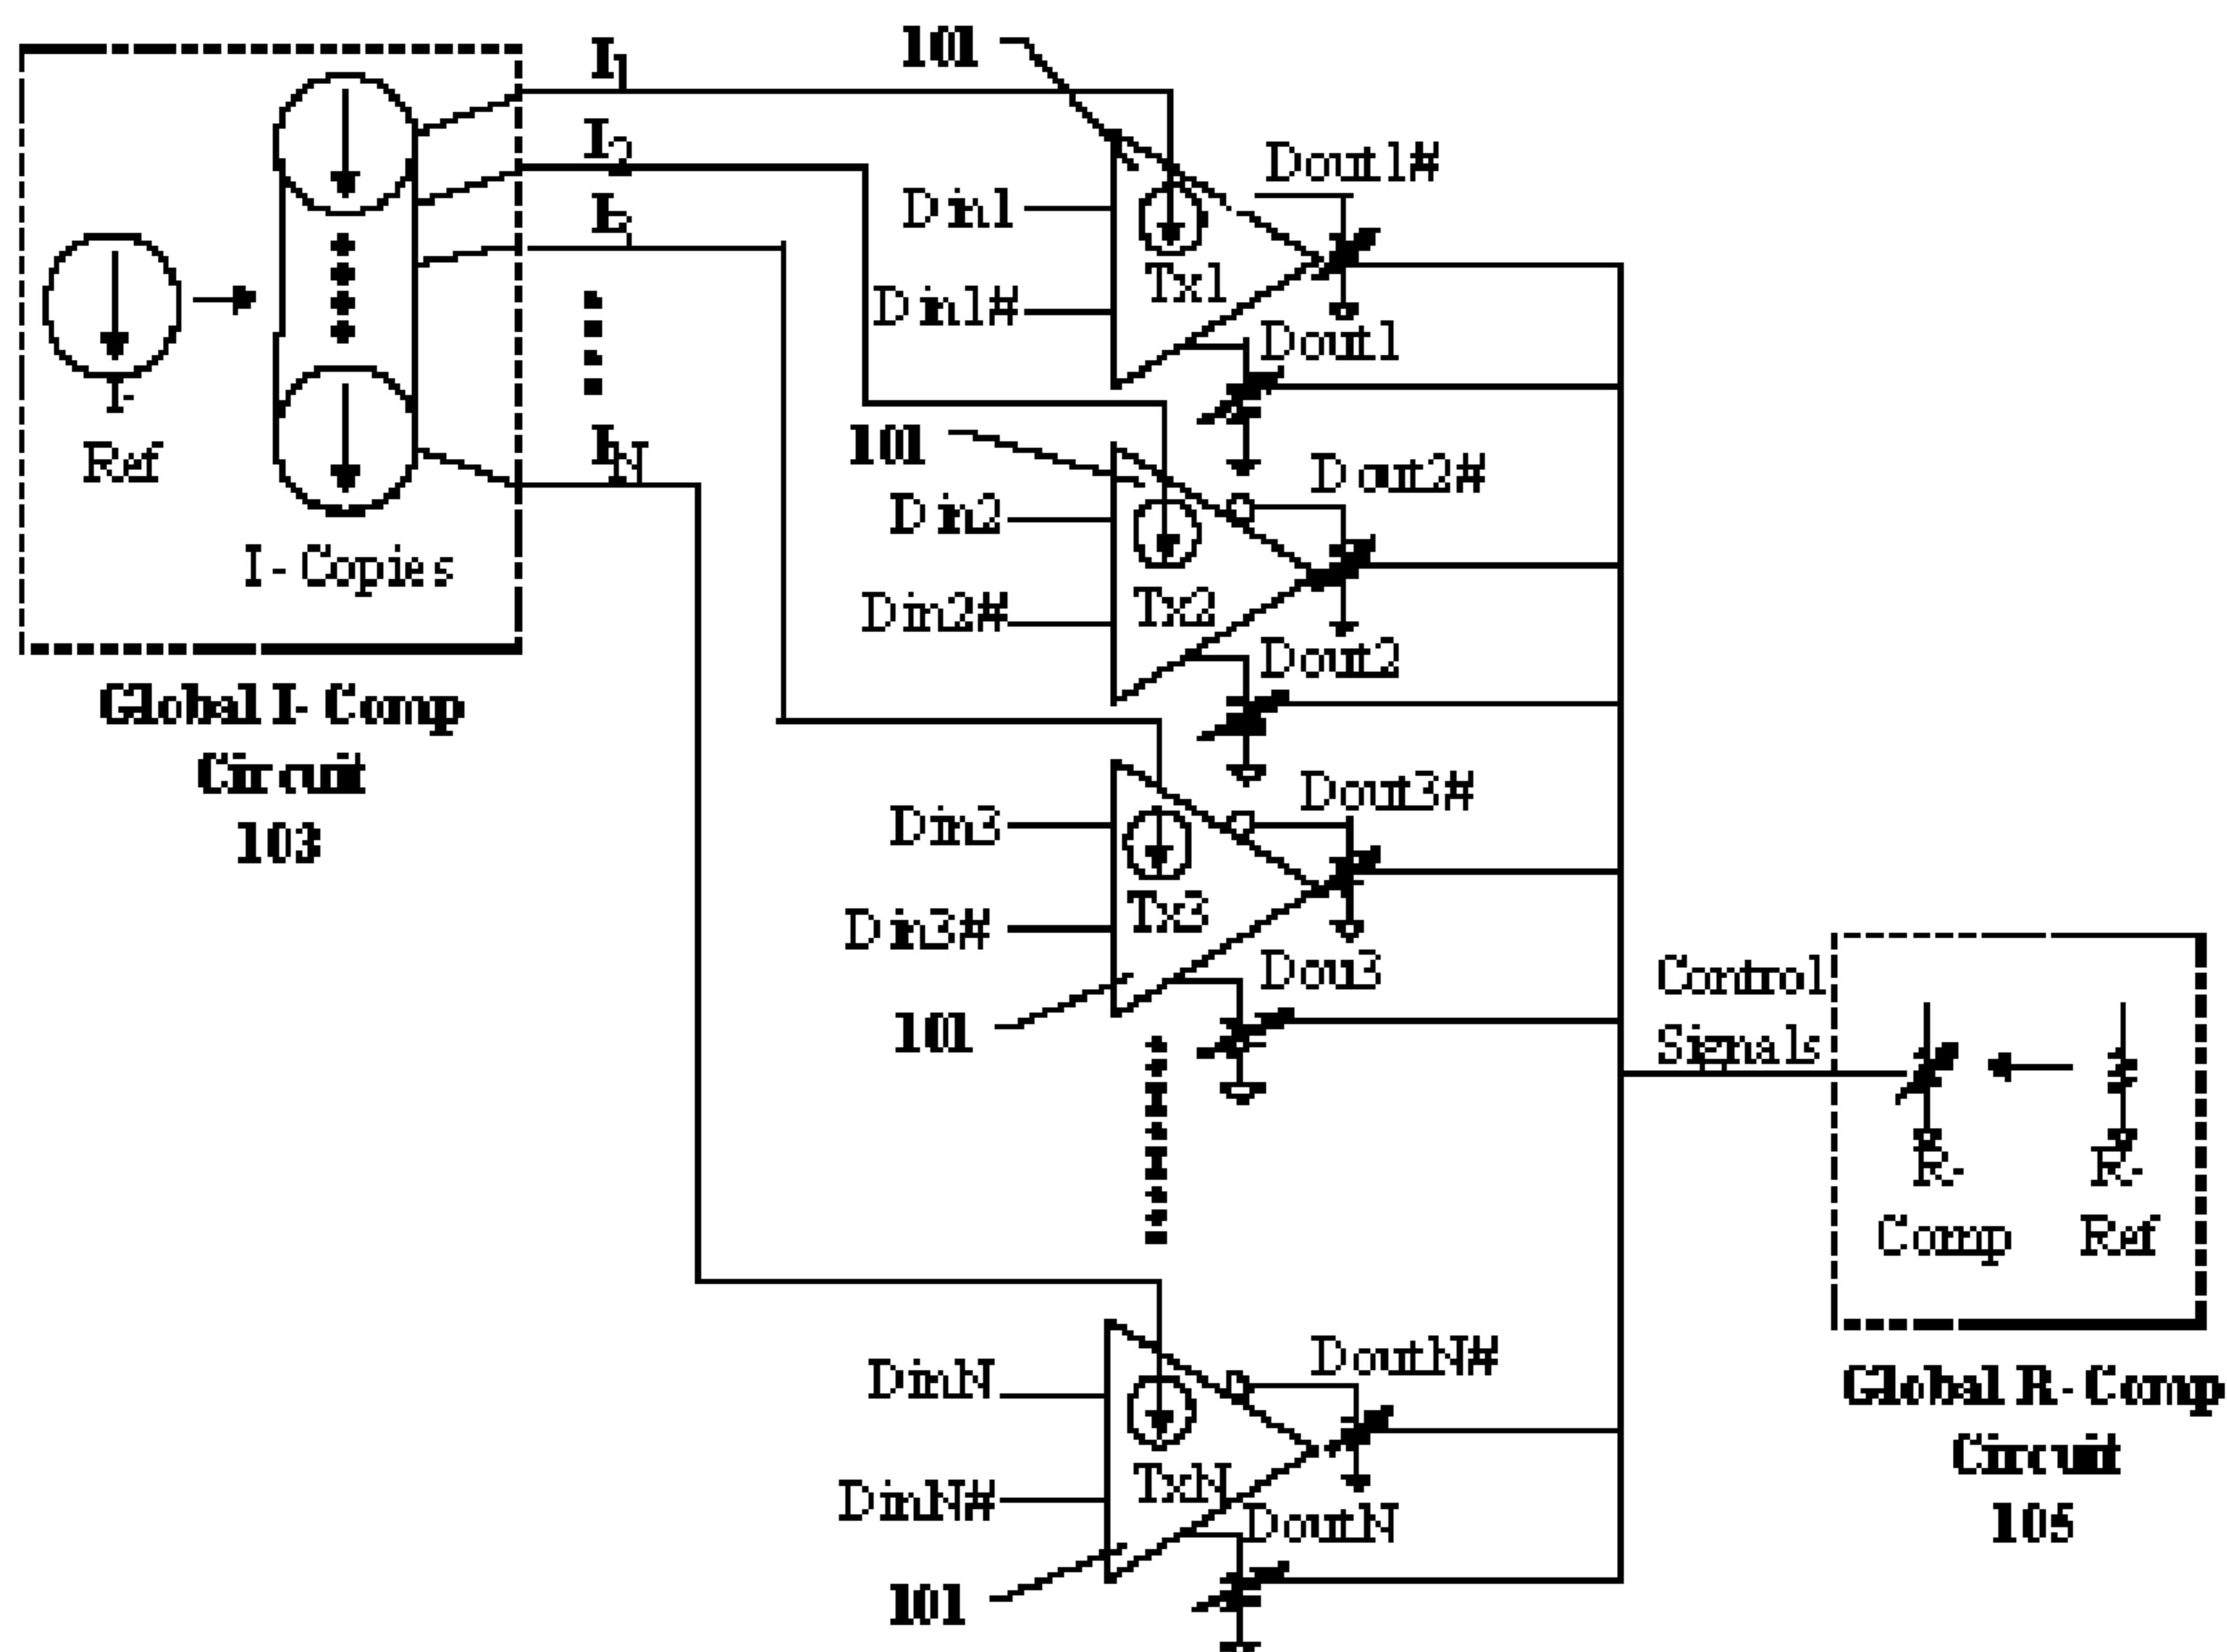 I1
I2
I3
IN
I-
Ref
I-Copies
Global I-Comp
Circuit
103
101
Din1
Din1#
Tx1
Dout1#
Dout1
101
Din2
Din2#
Tx2
Dout2#
Dout2
Din3
Din3#
Tx3
Dout3#
Dou3
101
DinN
DinN#
TxN
DoutN#
DoutN
101
Control
Signals
R-
Comp
R-
Ref
Global R-Comp
Circuit
105